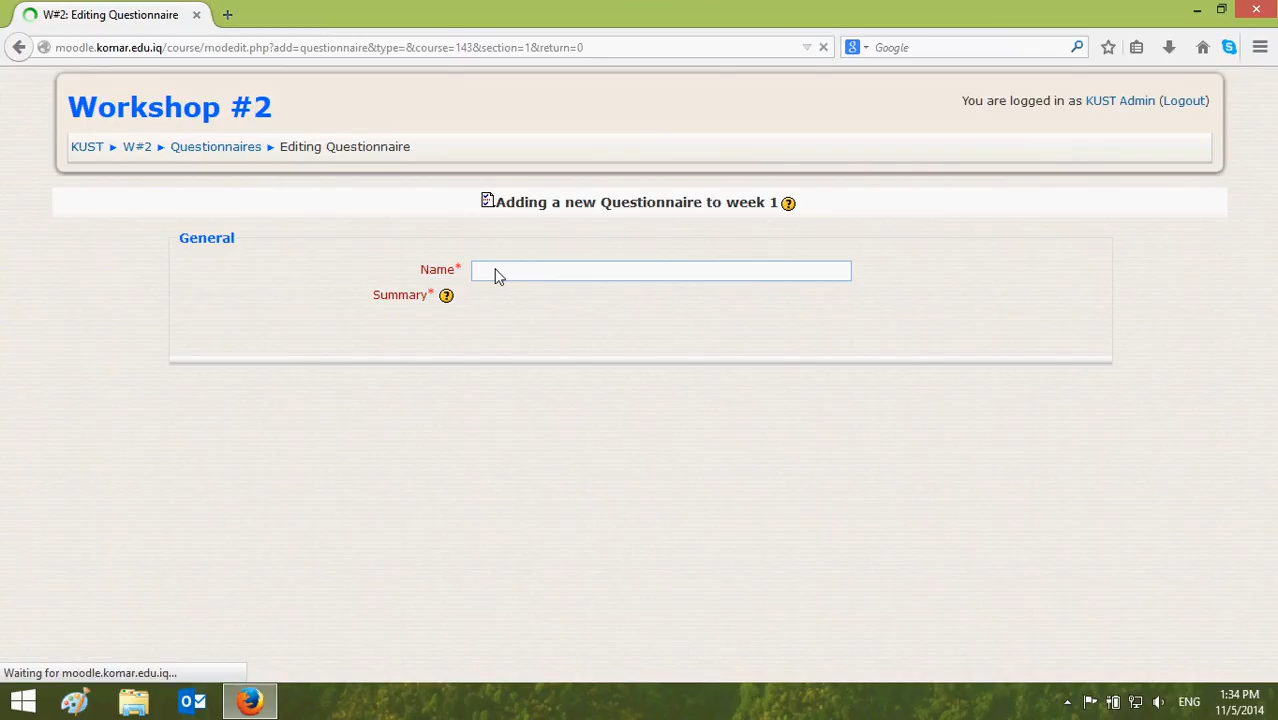 W#2: Editing Questionnaire
moodle.komar.edu.iq/course/modedit.php?add=questionnaire&type=&course=143&section=1&return=0
Google
Workshop #2
You are logged in as KUST Admin (Logout)
KUST ► W#2 ► Questionnaires ► Editing Questionnaire
Adding a new Questionnaire to week 1
General
Name*
Summary*
Waiting for moodle.komar.edu.iq...
ENG
1:34 PM
11/5/2014